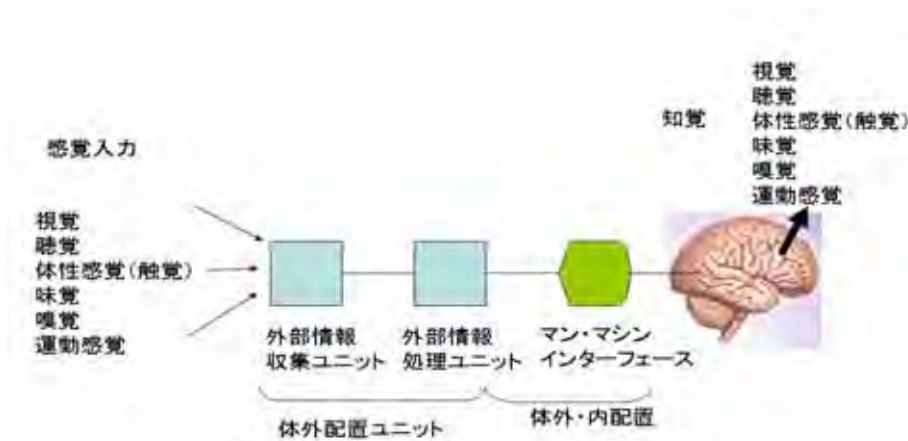 感覚入力
視覚
聴覚
体性感覚(触覚)
味覚
嗅覚
運動感覚
外部情報
収集ユニット
外部情報
処理ユニット
マン・マシン
インターフェース
体外配置ユニット
体外・内配置
知覚
視覚
聴覚
体性感覚(触覚)
味覚
嗅覚
運動感覚